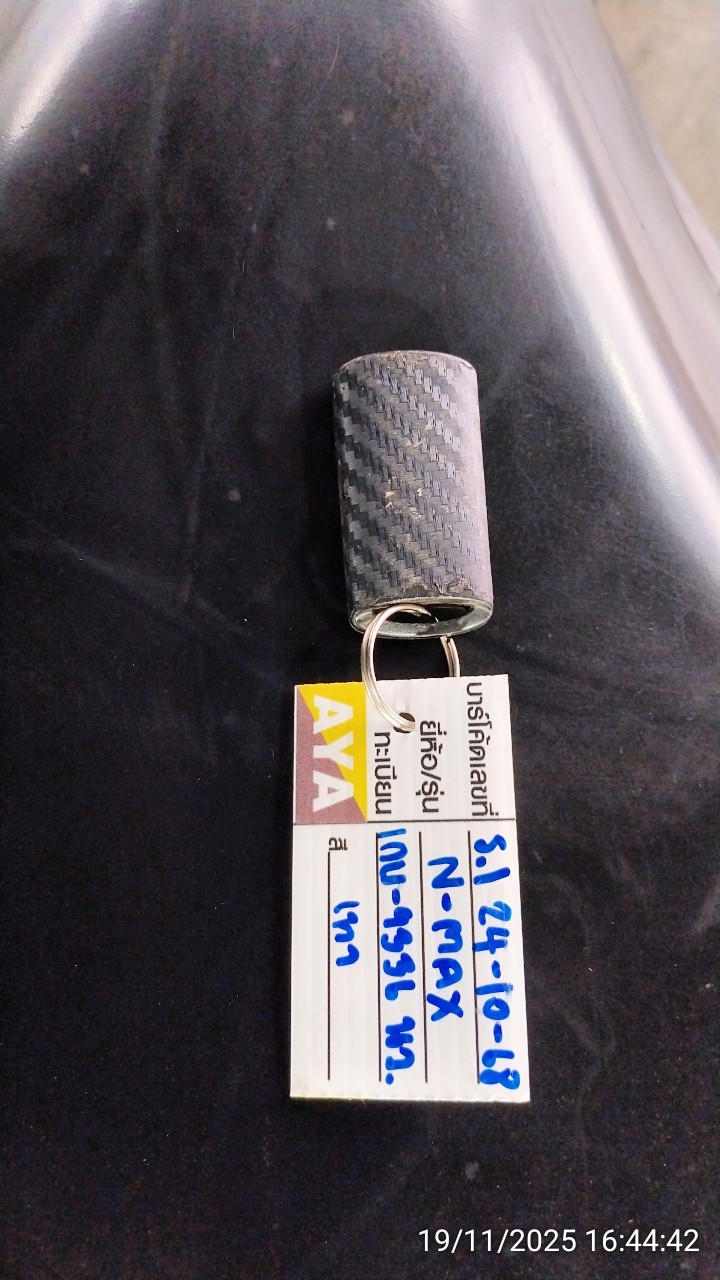 AYA
บาร์โค้ดเลขที่ ร.1 24-10-68
ยี่ห้อ/รุ่น N-MAX
ทะเบียน
สี เทา
19/11/2025 16:44:42